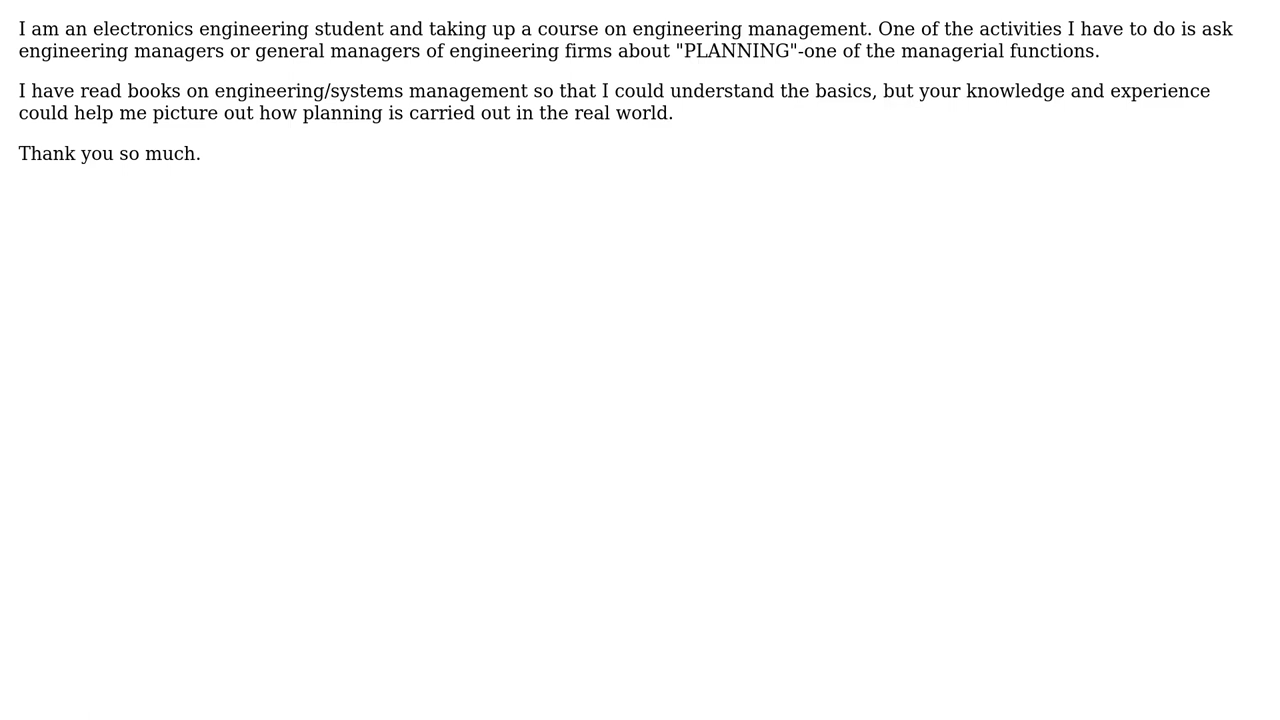 I am an electronics engineering student and taking up a course on engineering management. One of the activities I have to do is ask
engineering managers or general managers of engineering firms about "PLANNING"-one of the managerial functions.
I have read books on engineering/systems management so that I could understand the basics, but your knowledge and experience
could help me picture out how planning is carried out in the real world.
Thank you so much.